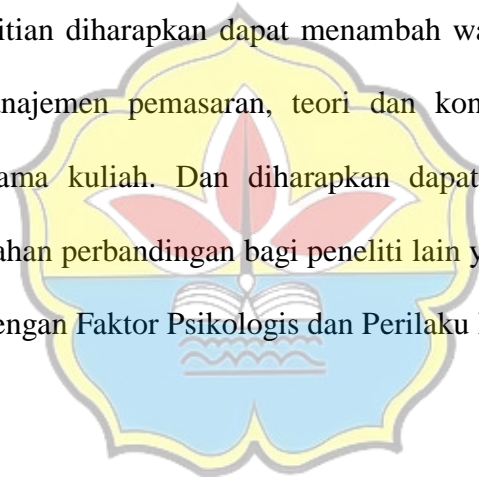 itian diharapkan dapat menambah wa
najemen pemasaran, teori dan kon
ama kuliah. Dan diharapkan dapat
ahan perbandingan bagi peneliti lain y
engan Faktor Psikologis dan Perilaku